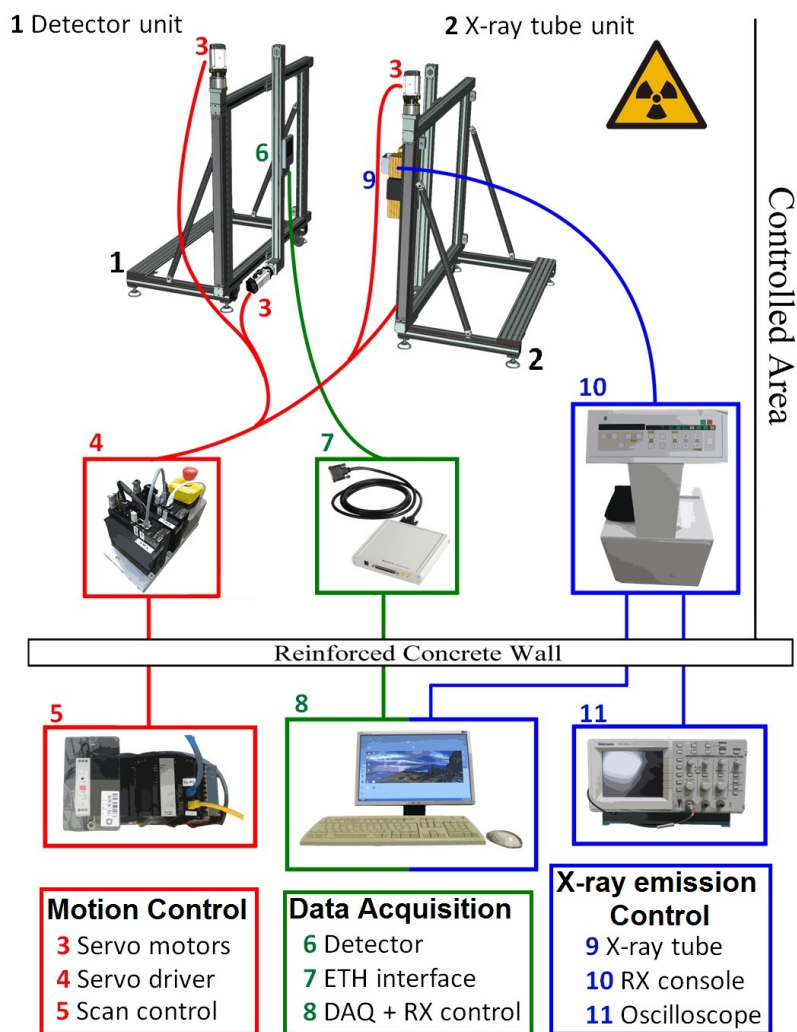 1 Detector unit
2 X-ray tube unit
3
3
6
9
1
3
2
Controlled Area
10
4
7
Reinforced Concrete Wall
5
8
11
Motion Control
3 Servo motors
4 Servo driver
5 Scan control
Data Acquisition
6 Detector
7 ETH interface
8 DAQ + RX control
X-ray emission
Control
9 X-ray tube
10 RX console
11 Oscilloscope